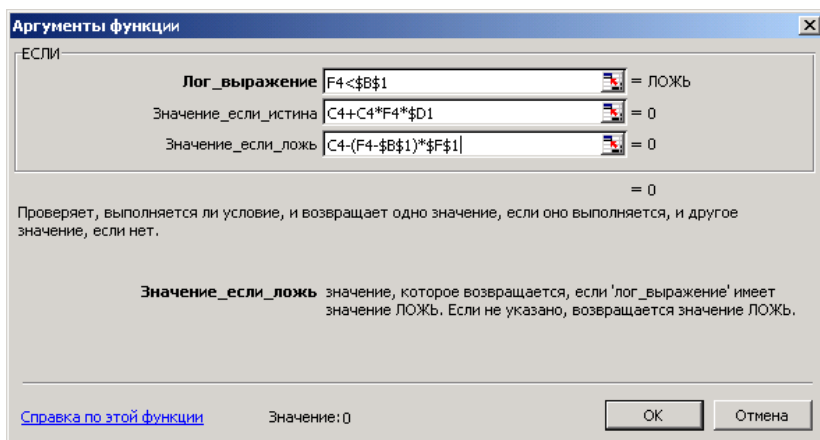 Аргументы функции
ЕСЛИ
Лог_выражение F4<$B$1 = ЛОЖЬ
Значение_если_истина C4+C4*F4*$D1 = 0
Значение_если_ложь C4-(F4-$B$1)*$F$1 = 0
= 0
Проверяет, выполняется ли условие, и возвращает одно значение, если оно выполняется, и другое
значение, если нет.
Значение_если_ложь значение, которое возвращается, если 'лог_выражение' имеет
значение ЛОЖЬ. Если не указано, возвращается значение ЛОЖЬ.
Справка по этой функции Значение:0 ОК Отмена